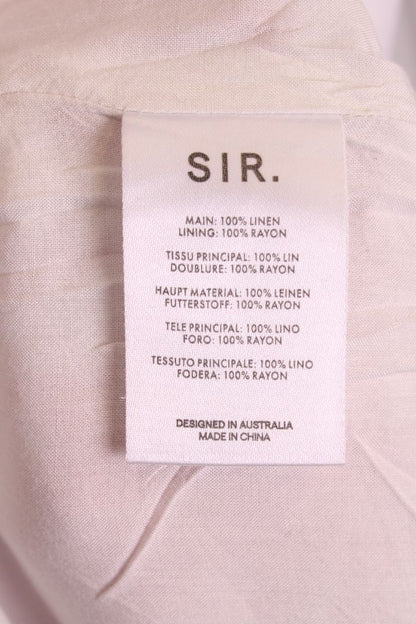 SIR.
MAIN: 100% LINEN
LINING: 100% RAYON
TISSU PRINCIPAL: 100% LIN
DOUBLURE: 100% RAYON
HAUPT MATERIAL: 100% LEINEN
FUTTERSTOFF: 100% RAYON
TELE PRINCIPAL: 100% LINO
FORO: 100% RAYON
TESSUTO PRINCIPALE: 100% LINO
FODERA: 100% RAYON
DESIGNED IN AUSTRALIA
MADE IN CHINA